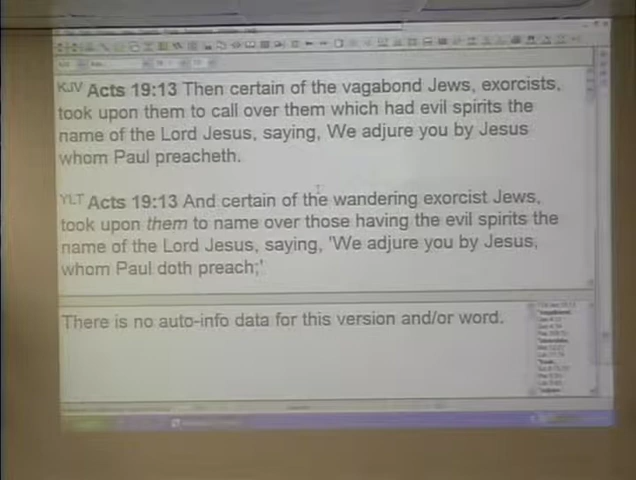 KJV Acts 19:13 Then certain of the vagabond Jews, exorcists,
took upon them to call over them which had evil spirits the
name of the Lord Jesus, saying, We adjure you by Jesus
whom Paul preacheth.
YLT Acts 19:13 And certain of the wandering exorcist Jews,
took upon them to name over those having the evil spirits the
name of the Lord Jesus, saying, 'We adjure you by Jesus,
whom Paul doth preach;'
There is no auto-info data for this version and/or word.